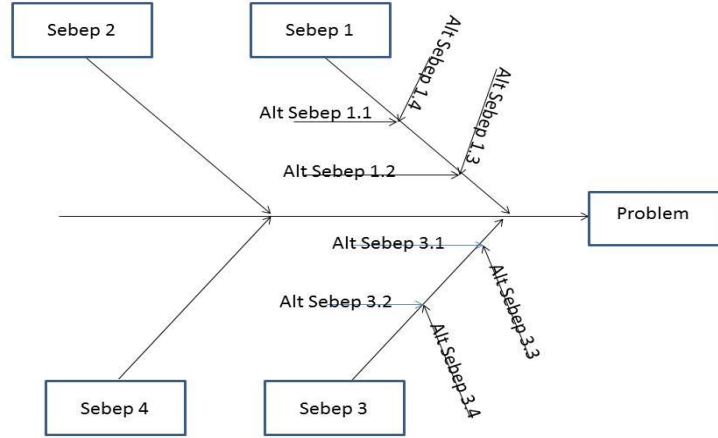 Sebep 2
Sebep 1
Alt Sebep 1.4
Alt Sebep 1.3
Alt Sebep 1.1
Alt Sebep 1.2
Problem
Alt Sebep 3.1
Alt Sebep 3.2
Alt Sebep 3.3
Alt Sebep 3.4
Sebep 4
Sebep 3